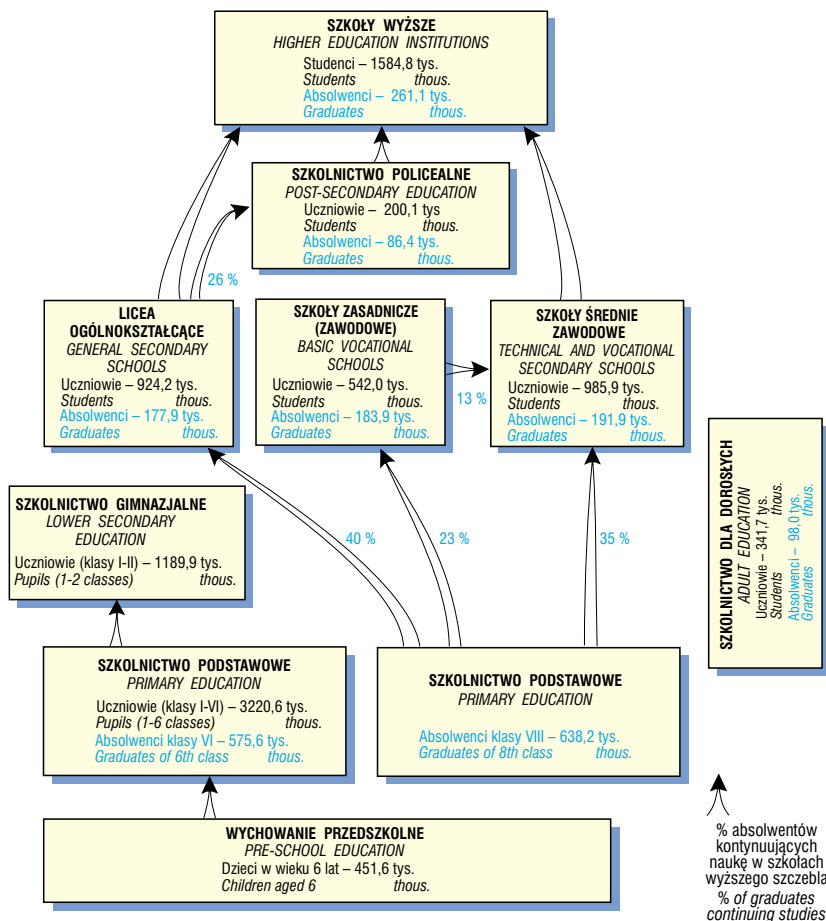 SZKOŁY WYŻSZE
HIGHER EDUCATION INSTITUTIONS
Studenci – 1584,8 tys.
Students thous.
Absolwenci – 261,1 tys.
Graduates thous.
SZKOLNICTWO POLICEALNE
POST-SECONDARY EDUCATION
Uczniowie – 200,1 tys
Students thous.
Absolwenci – 86,4 tys.
Graduates thous.
26 %
LICEA
OGÓLNOKSZTAŁCĄCE
GENERAL SECONDARY
SCHOOLS
Uczniowie – 924,2 tys.
Students thous.
Absolwenci – 177,9 tys.
Graduates thous.
SZKOŁY ZASADNICZE
(ZAWODOWE)
BASIC VOCATIONAL
SCHOOLS
Uczniowie – 542,0 tys.
Students thous.
Absolwenci – 183,9 tys.
Graduates thous.
13 %
SZKOŁY ŚREDNIE
ZAWODOWE
TECHNICAL AND VOCATIONAL
SECONDARY SCHOOLS
Uczniowie – 985,9 tys.
Students thous.
Absolwenci – 191,9 tys.
Graduates thous.
SZKOLNICTWO DLA DOROSŁYCH
ADULT EDUCATION
Uczniowie – 341,7 tys.
Students thous.
Absolwenci – 98,0 tys.
Graduates thous.
SZKOLNICTWO GIMNAZJALNE
LOWER SECONDARY
EDUCATION
Uczniowie (klasy I-II) – 1189,9 tys.
Pupils (1-2 classes) thous.
40 %
23 %
35 %
SZKOLNICTWO PODSTAWOWE
PRIMARY EDUCATION
Uczniowie (klasy I-VI) – 3220,6 tys.
Pupils (1-6 classes) thous.
Absolwenci klasy VI – 575,6 tys.
Graduates of 6th class thous.
SZKOLNICTWO PODSTAWOWE
PRIMARY EDUCATION
Absolwenci klasy VIII – 638,2 tys.
Graduates of 8th class thous.
WYCHOWANIE PRZEDSZKOLNE
PRE-SCHOOL EDUCATION
Dzieci w wieku 6 lat – 451,6 tys.
Children aged 6 thous.
% absolwentów
kontynuujących
naukę w szkołach
wyższego szczebla
% of graduates
continuing studies